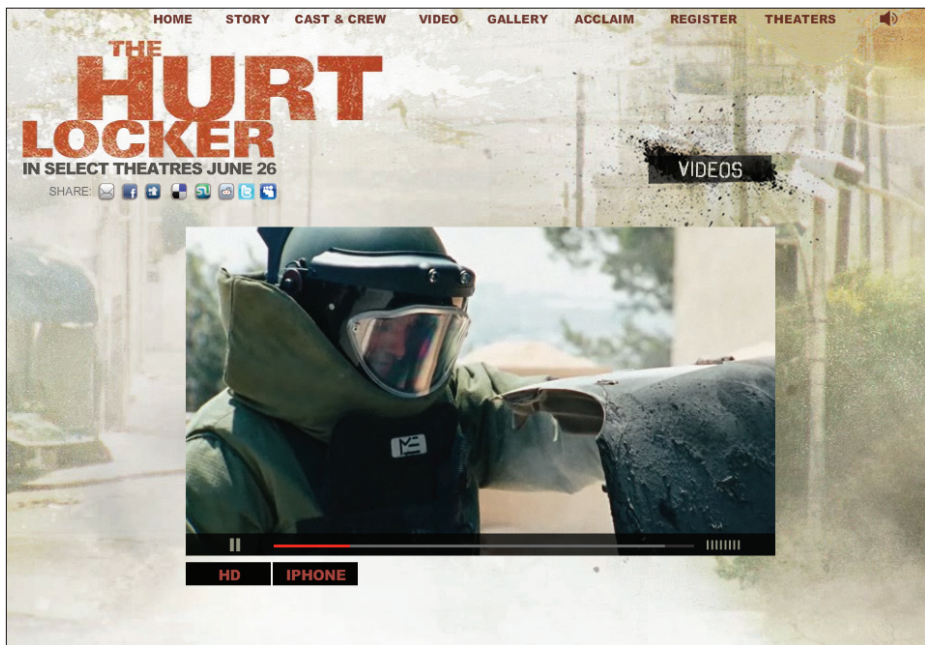 HOME STORY CAST & CREW VIDEO GALLERY ACCLAIM REGISTER THEATERS
THE
HURT
LOCKER
IN SELECT THEATRES JUNE 26
SHARE:
VIDEOS
HD IPHONE